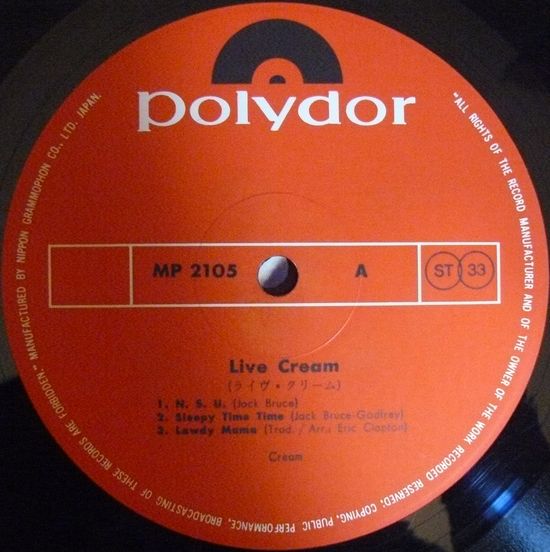 polydor
MP 2105 A ST 33
Live Cream
(ライヴ・クリーム)
1. N. S. U. (Jack Bruce)
2. Sleepy Time Time (Jack Bruce-Godfrey)
3. Lawdy Mama (Trad. / Arr.: Eric Clapton)
Cream
"ALL RIGHTS OF THE RECORD MANUFACTURER AND OF THE OWNER OF THE WORK RECORDED RESERVED; COPYING, PUBLIC PERFORMANCE, BROADCASTING OF THESE RECORDS ARE FORBIDDEN" MANUFACTURED BY NIPPON GRAMMOPHON CO., LTD. JAPAN.